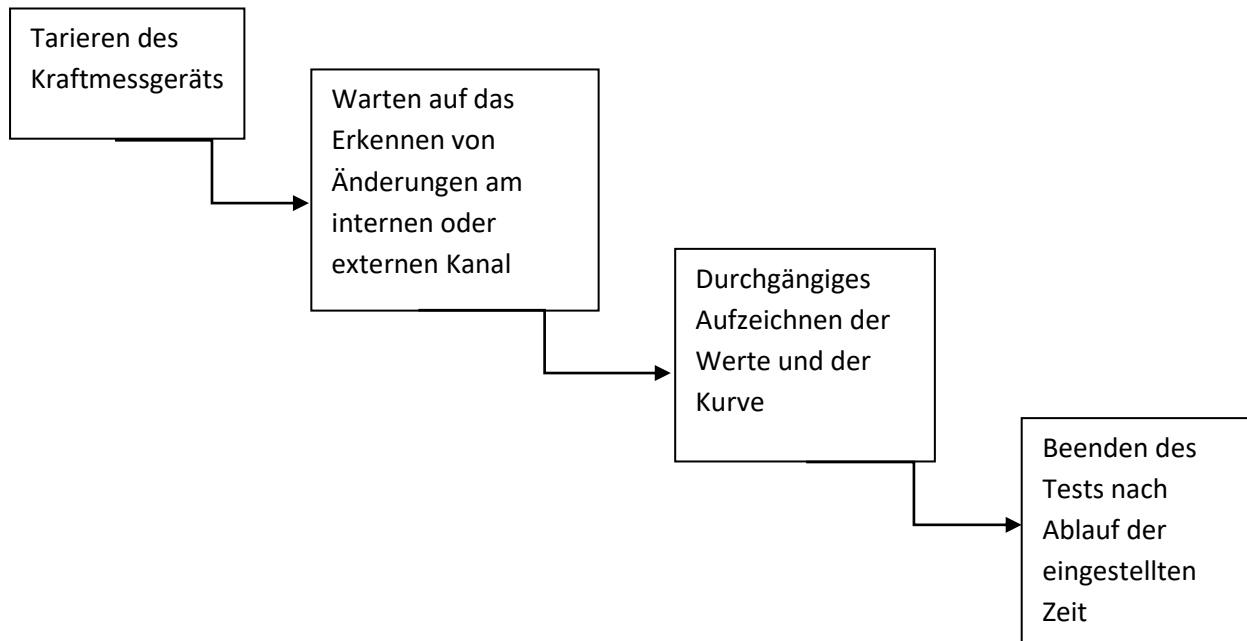 Tarieren des
Kraftmessgeräts
Warten auf das
Erkennen von
Änderungen am
internen oder
externen Kanal
Durchgängiges
Aufzeichnen der
Werte und der
Kurve
Beenden des
Tests nach
Ablauf der
eingestellten
Zeit